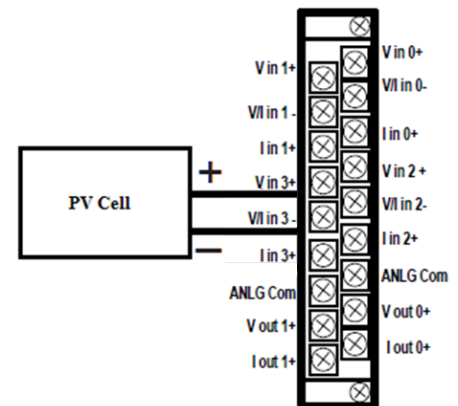 PV Cell
+
−
V in 1+
V/I in 1 -
I in 1+
V in 3+
V/I in 3 -
I in 3+
ANLG Com
V out 1+
I out 1+
V in 0+
V/I in 0-
I in 0+
V in 2 +
V/I in 2-
I in 2+
ANLG Com
V out 0+
I out 0+